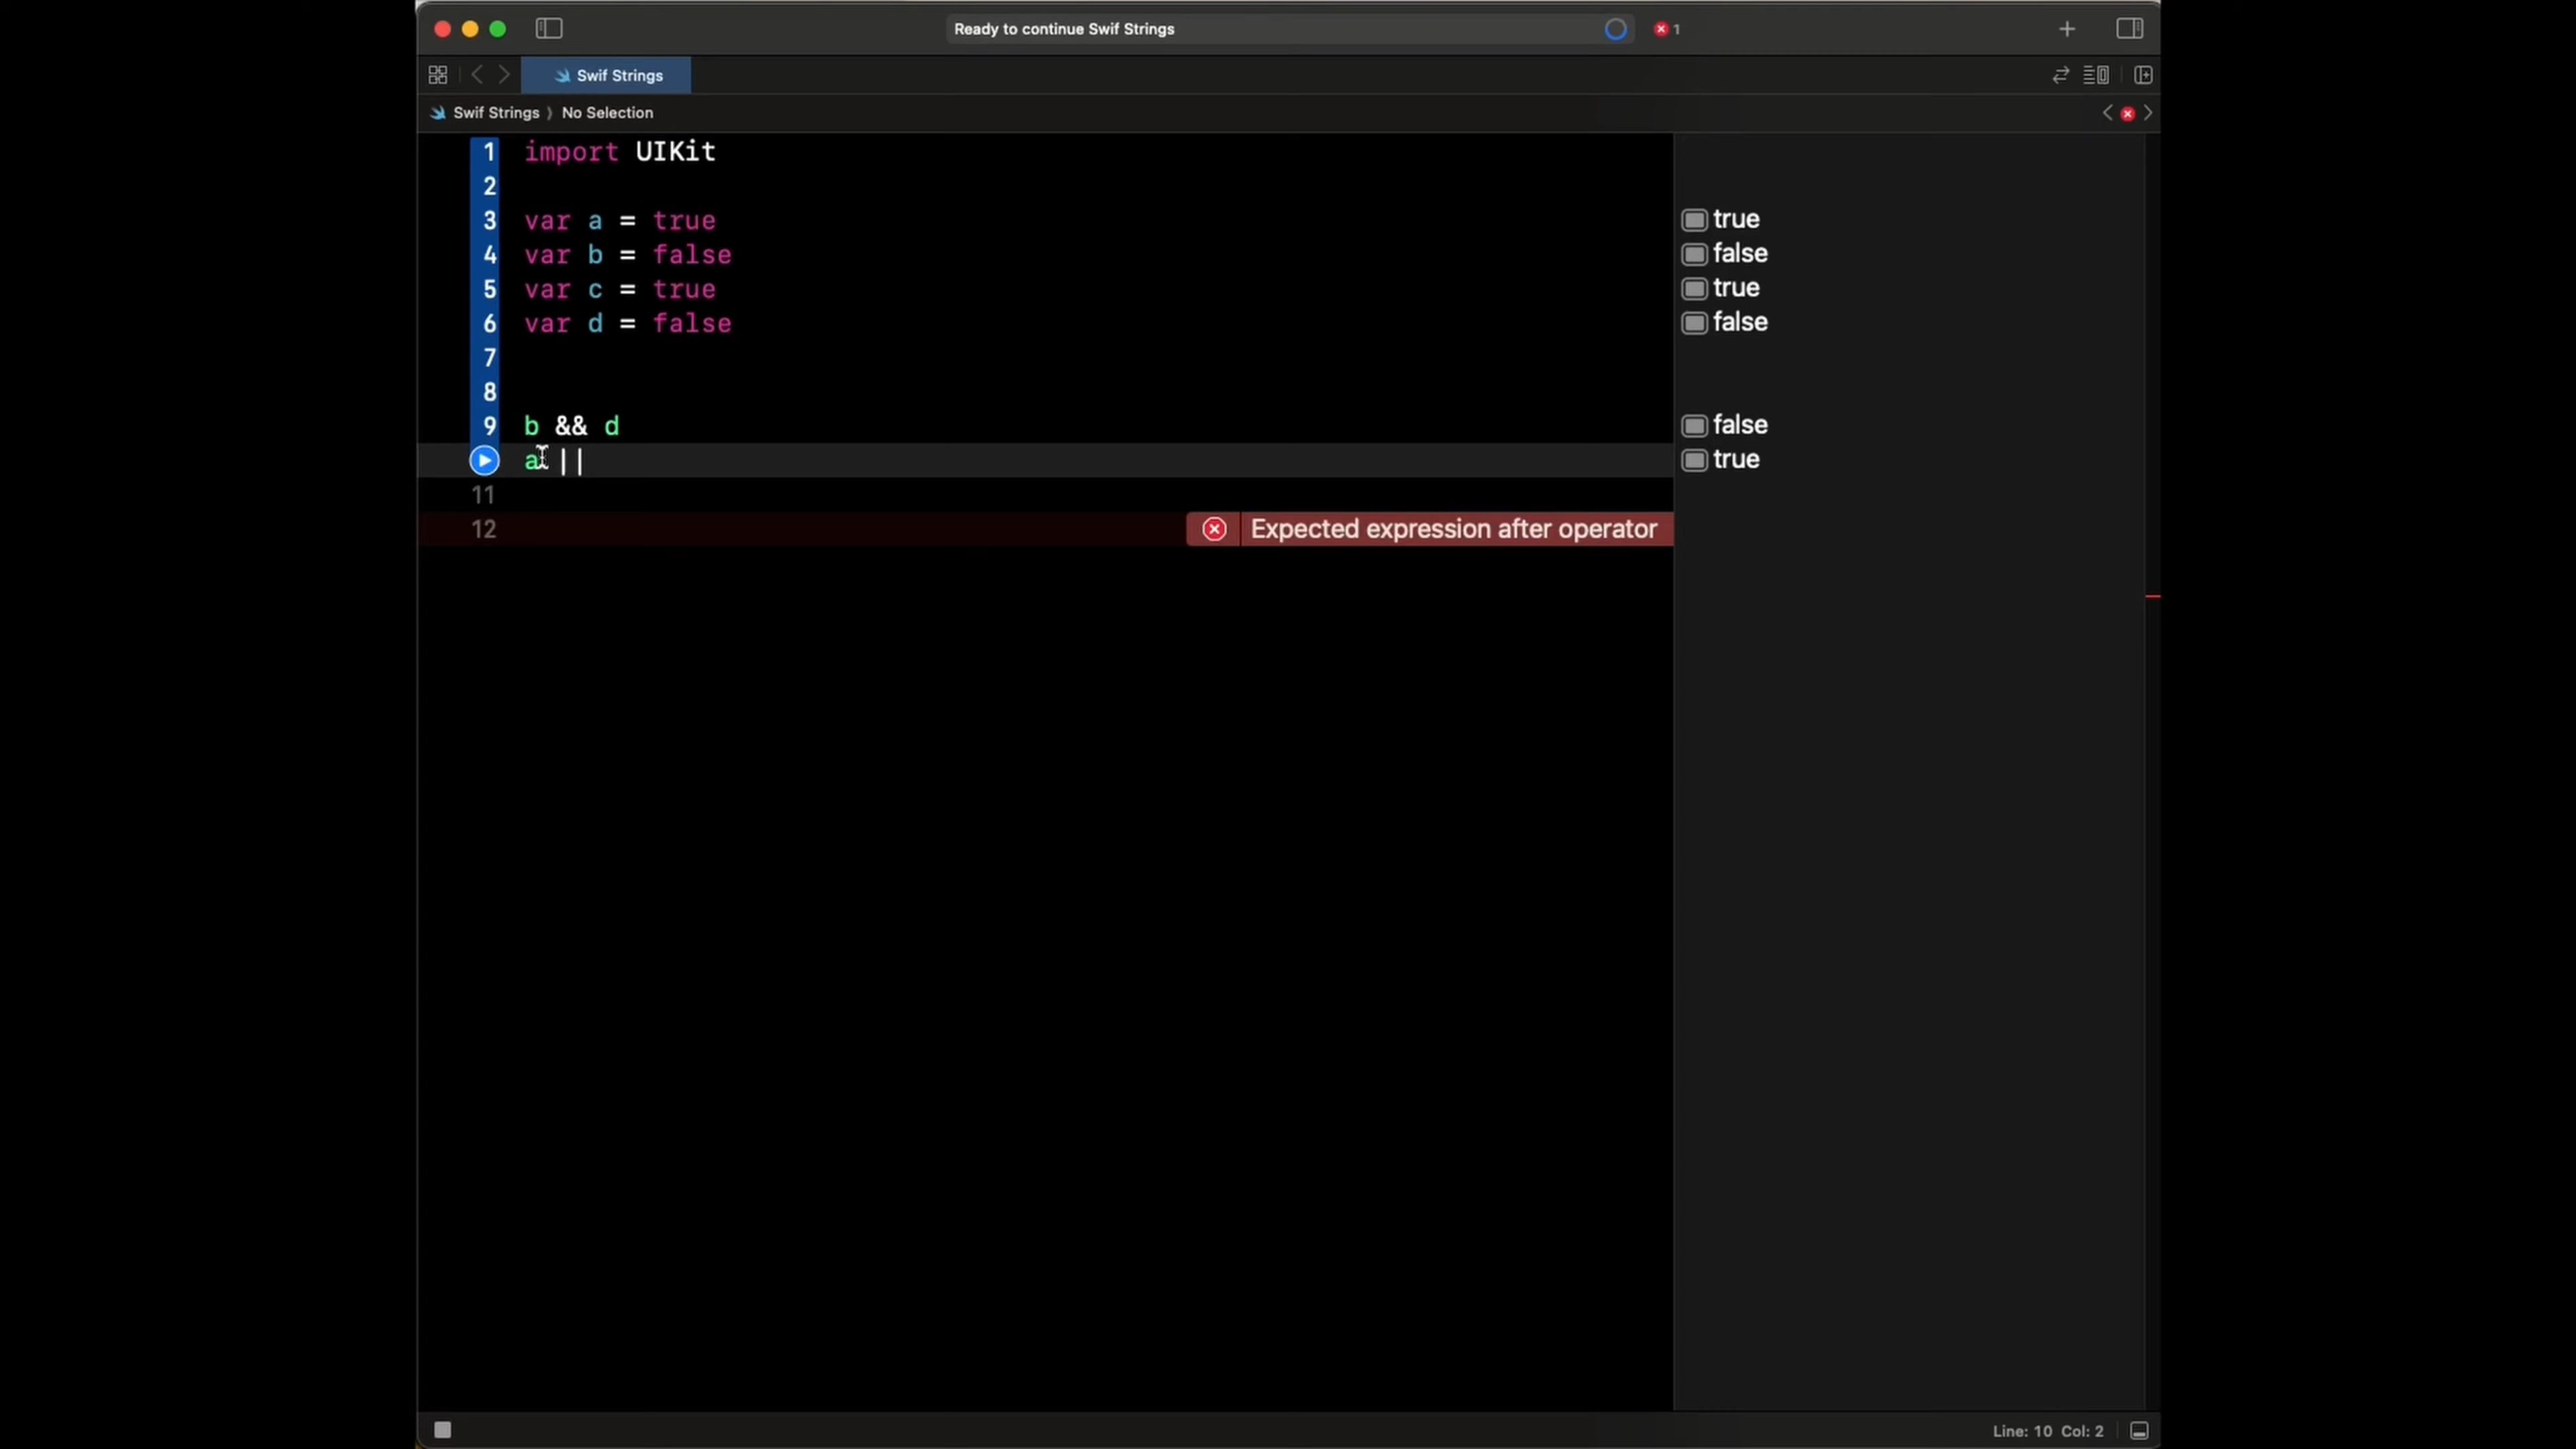 Ready to continue Swif Strings
1
Swif Strings
Swif Strings
No Selection
1 import UIKit
2
3 var a = true
true
4 var b = false
false
5 var c = true
true
6 var d = false
false
7
8
9 b && d
false
a ||
true
11
12
Expected expression after operator
Line: 10 Col: 2